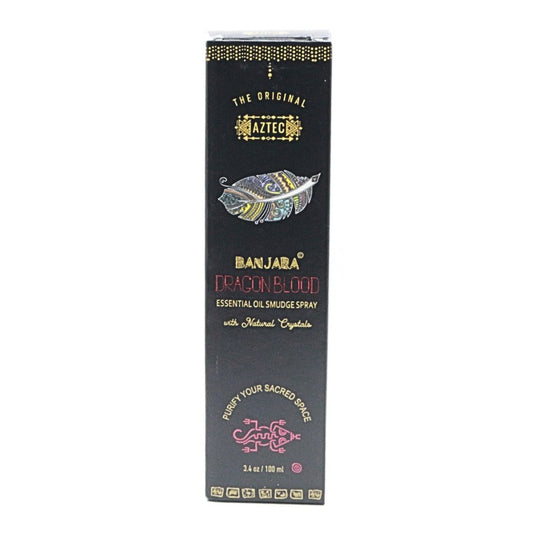 THE ORIGINAL
AZTEC
BANJARA©
DRAGON BLOOD
ESSENTIAL OIL SMUDGE SPRAY
with Natural Crystals
PURIFY YOUR SACRED SPACE
3.4 oz / 100 ml